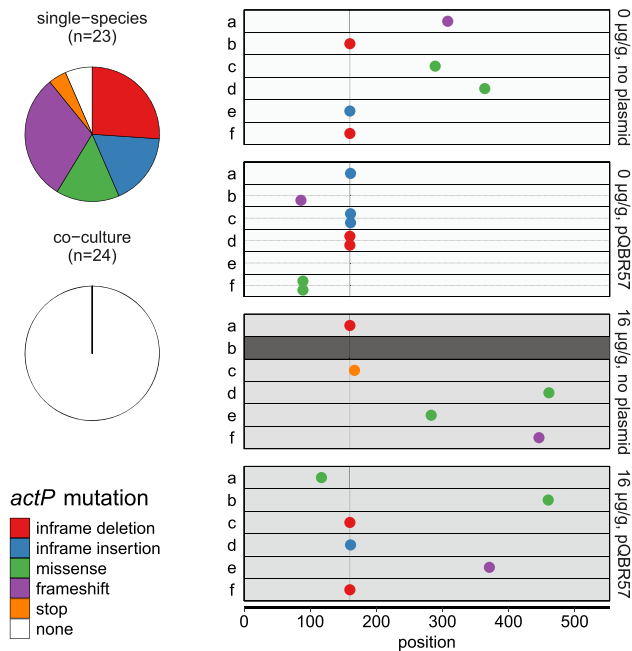 single−species
(n=23)
co−culture
(n=24)
actP mutation
inframe deletion
inframe insertion
missense
frameshift
stop
none
a
b
c
d
e
f
0 µg/g, no plasmid
a
b
c
d
e
f
0 µg/g, pQBR57
a
b
c
d
e
f
16 µg/g, no plasmid
a
b
c
d
e
f
16 µg/g, pQBR57
0 100 200 300 400 500
position